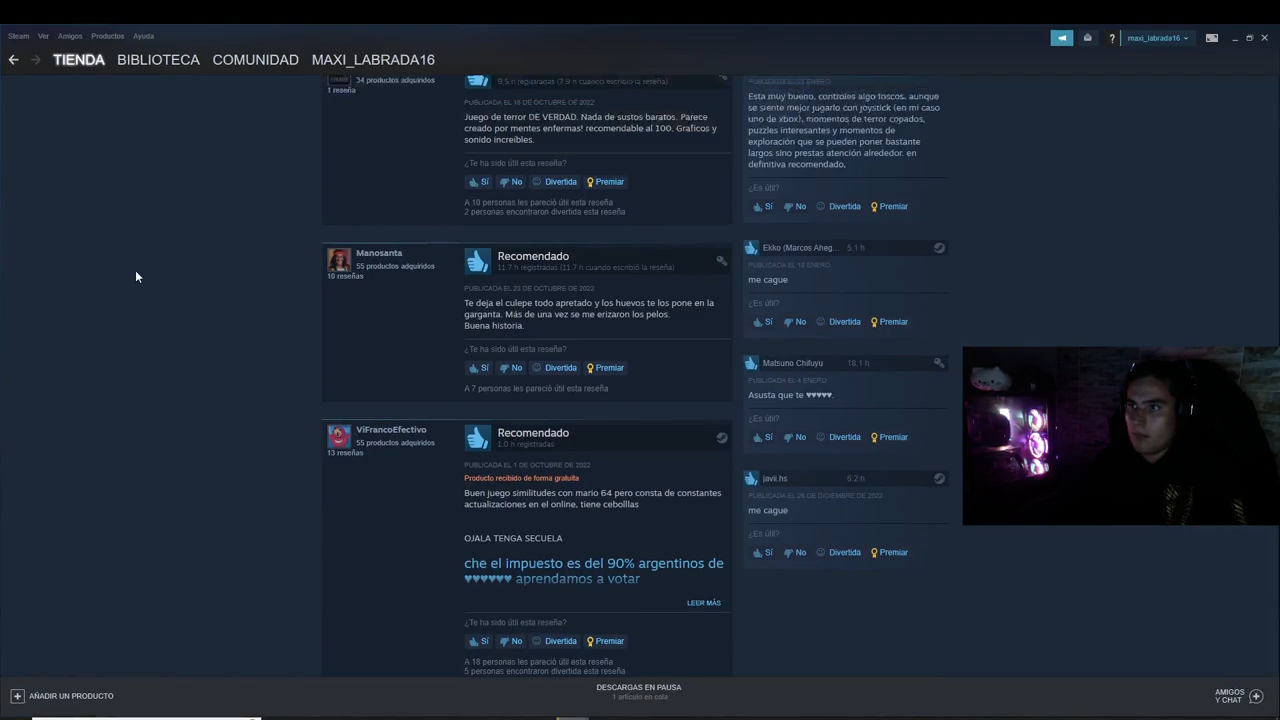 Steam Ver Amigos Productos Ayuda
maxi_labrada16
TIENDA BIBLIOTECA COMUNIDAD MAXI_LABRADA16
34 productos adquiridos
1 reseña
9.5 h registradas (7.9 h cuando escribió la reseña)
PUBLICADA EL 16 DE OCTUBRE DE 2022
Juego de terror DE VERDAD. Nada de sustos baratos. Parece
creado por mentes enfermas! recomendable al 100. Graficos y
sonido increíbles.
¿Te ha sido útil esta reseña?
Sí No Divertida Premiar
A 10 personas les pareció útil esta reseña
2 personas encontraron divertida esta reseña
Manosanta
55 productos adquiridos
10 reseñas
Recomendado
11.7 h registradas (11.7 h cuando escribió la reseña)
PUBLICADA EL 23 DE OCTUBRE DE 2022
Te deja el culepe todo apretado y los huevos te los pone en la
garganta. Más de una vez se me erizaron los pelos.
Buena historia.
¿Te ha sido útil esta reseña?
Sí No Divertida Premiar
A 7 personas les pareció útil esta reseña
ViFrancoEfectivo
55 productos adquiridos
13 reseñas
Recomendado
1.0 h registradas
PUBLICADA EL 1 DE OCTUBRE DE 2022
Producto recibido de forma gratuita
Buen juego similitudes con mario 64 pero consta de constantes
actualizaciones en el online, tiene cebolllas
OJALA TENGA SECUELA
che el impuesto es del 90% argentinos de
♥♥♥♥♥♥ aprendamos a votar
LEER MÁS
¿Te ha sido útil esta reseña?
Sí No Divertida Premiar
A 18 personas les pareció útil esta reseña
5 personas encontraron divertida esta reseña
Esta muy bueno, controles algo toscos, aunque
se siente mejor jugarlo con joystick (en mi caso
uno de xbox), momentos de terror copados,
puzzles interesantes y momentos de
exploración que se pueden poner bastante
largos sino prestas atención alrededor. en
definitiva recomendado.
¿Es útil?
Sí No Divertida Premiar
Ekko (Marcos Aheg... 5.1 h
PUBLICADA EL 10 ENERO
me cague
¿Es útil?
Sí No Divertida Premiar
Matsuno Chifuyu 18.1 h
PUBLICADA EL 4 ENERO
Asusta que te ♥♥♥♥♥.
¿Es útil?
Sí No Divertida Premiar
javii.hs 6.2 h
PUBLICADA EL 26 DE DICIEMBRE DE 2022
me cague
¿Es útil?
Sí No Divertida Premiar
AÑADIR UN PRODUCTO
DESCARGAS EN PAUSA
1 artículo en cola
AMIGOS
Y CHAT